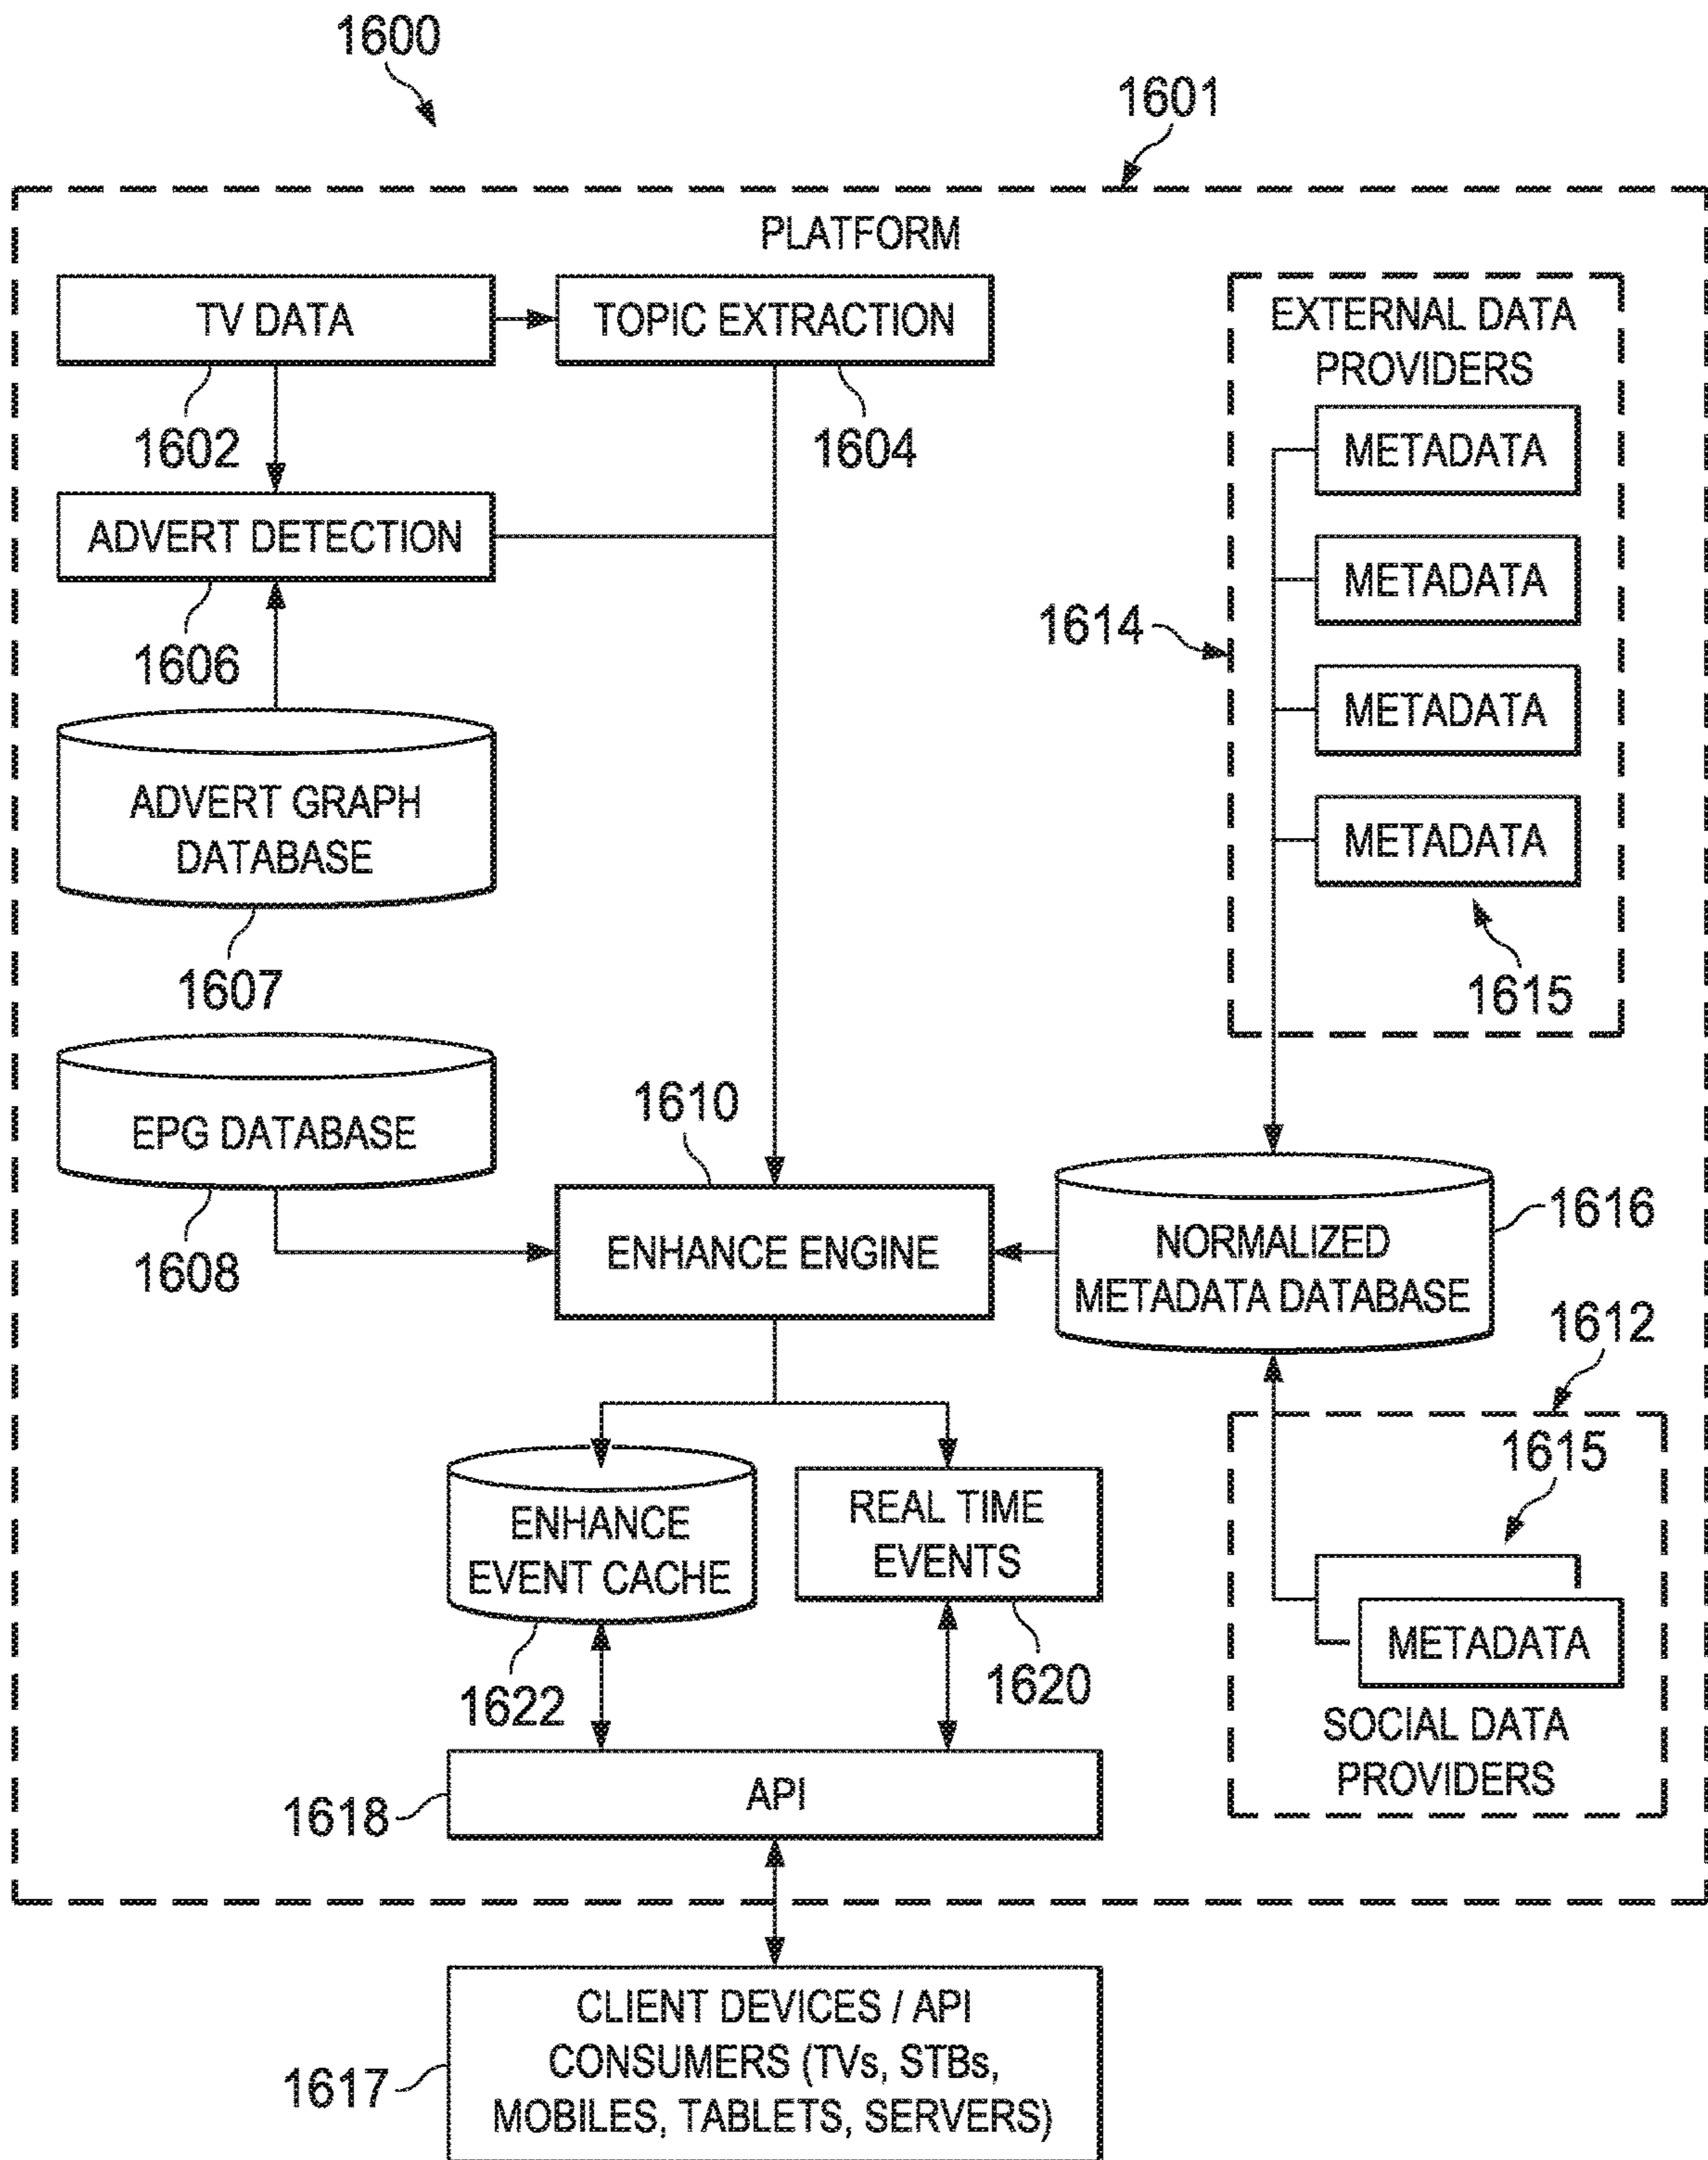 1600
1601
PLATFORM
TV DATA
TOPIC EXTRACTION
1602
1604
ADVERT DETECTION
1606
ADVERT GRAPH
DATABASE
1607
EPG DATABASE
1608
EXTERNAL DATA
PROVIDERS
METADATA
METADATA
METADATA
METADATA
1614
1615
1610
ENHANCE ENGINE
NORMALIZED
METADATA DATABASE
1616
1612
1615
METADATA
SOCIAL DATA
PROVIDERS
ENHANCE
EVENT CACHE
1622
REAL TIME
EVENTS
1620
API
1618
CLIENT DEVICES / API
CONSUMERS (TVs, STBs,
MOBILES, TABLETS, SERVERS)
1617